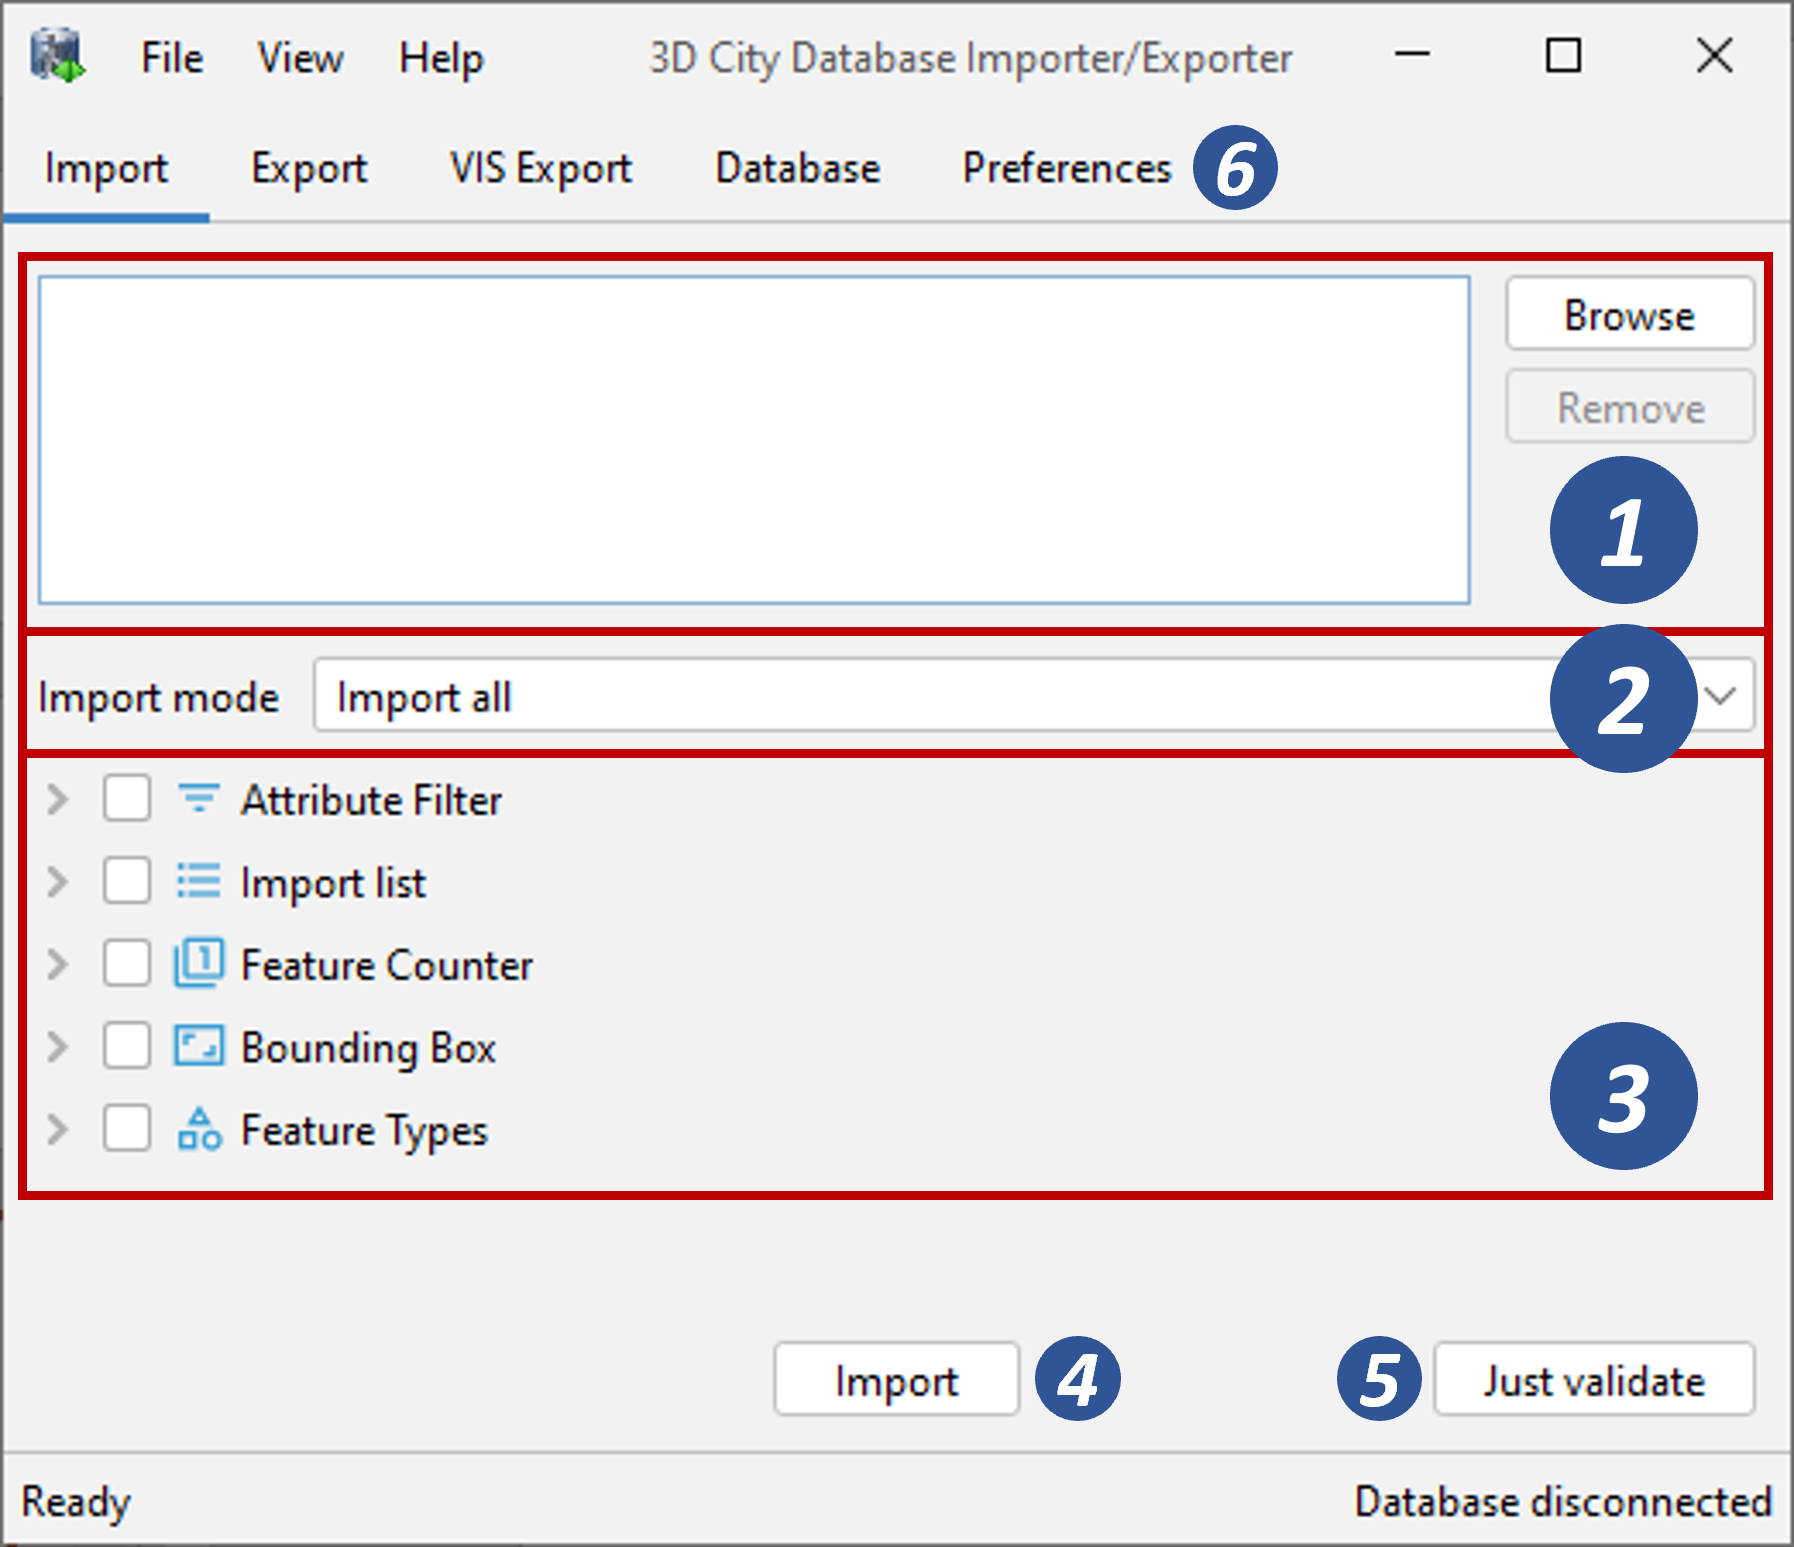 File View Help 3D City Database Importer/Exporter
Import Export VIS Export Database Preferences 6
Browse
Remove
1
Import mode Import all 2
Attribute Filter
Import list
1 Feature Counter
Bounding Box
Feature Types
3
Import 4 5 Just validate
Ready Database disconnected